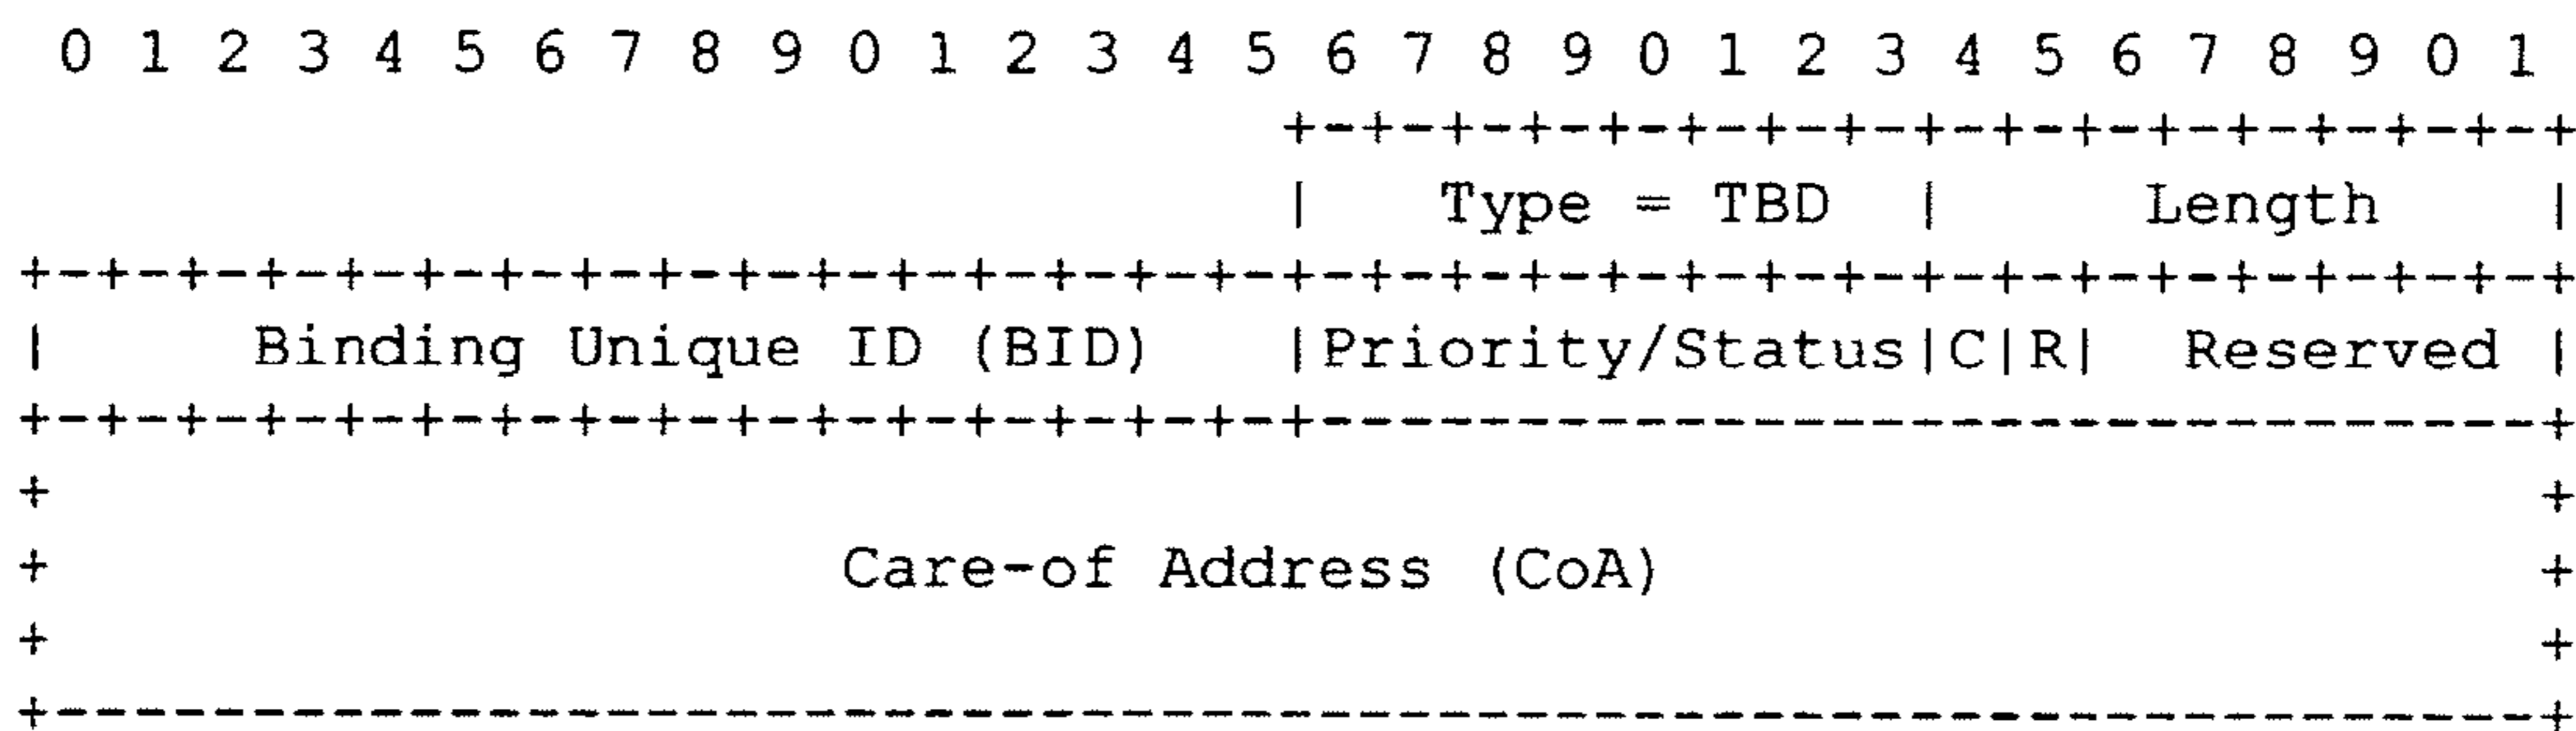 0 1 2 3 4 5 6 7 8 9 0 1 2 3 4 5 6 7 8 9 0 1 2 3 4 5 6 7 8 9 0 1
                                +-+-+-+-+-+-+-+-+-+-+-+-+-+-+-+-+
                                |   Type = TBD  |     Length    |
+-+-+-+-+-+-+-+-+-+-+-+-+-+-+-+-+-+-+-+-+-+-+-+-+-+-+-+-+-+-+-+-+
|     Binding Unique ID (BID)   |Priority/Status|C|R|  Reserved |
+-+-+-+-+-+-+-+-+-+-+-+-+-+-+-+-+-------------------------------+
+                                                               +
+                    Care-of Address (CoA)                      +
+                                                               +
+---------------------------------------------------------------+